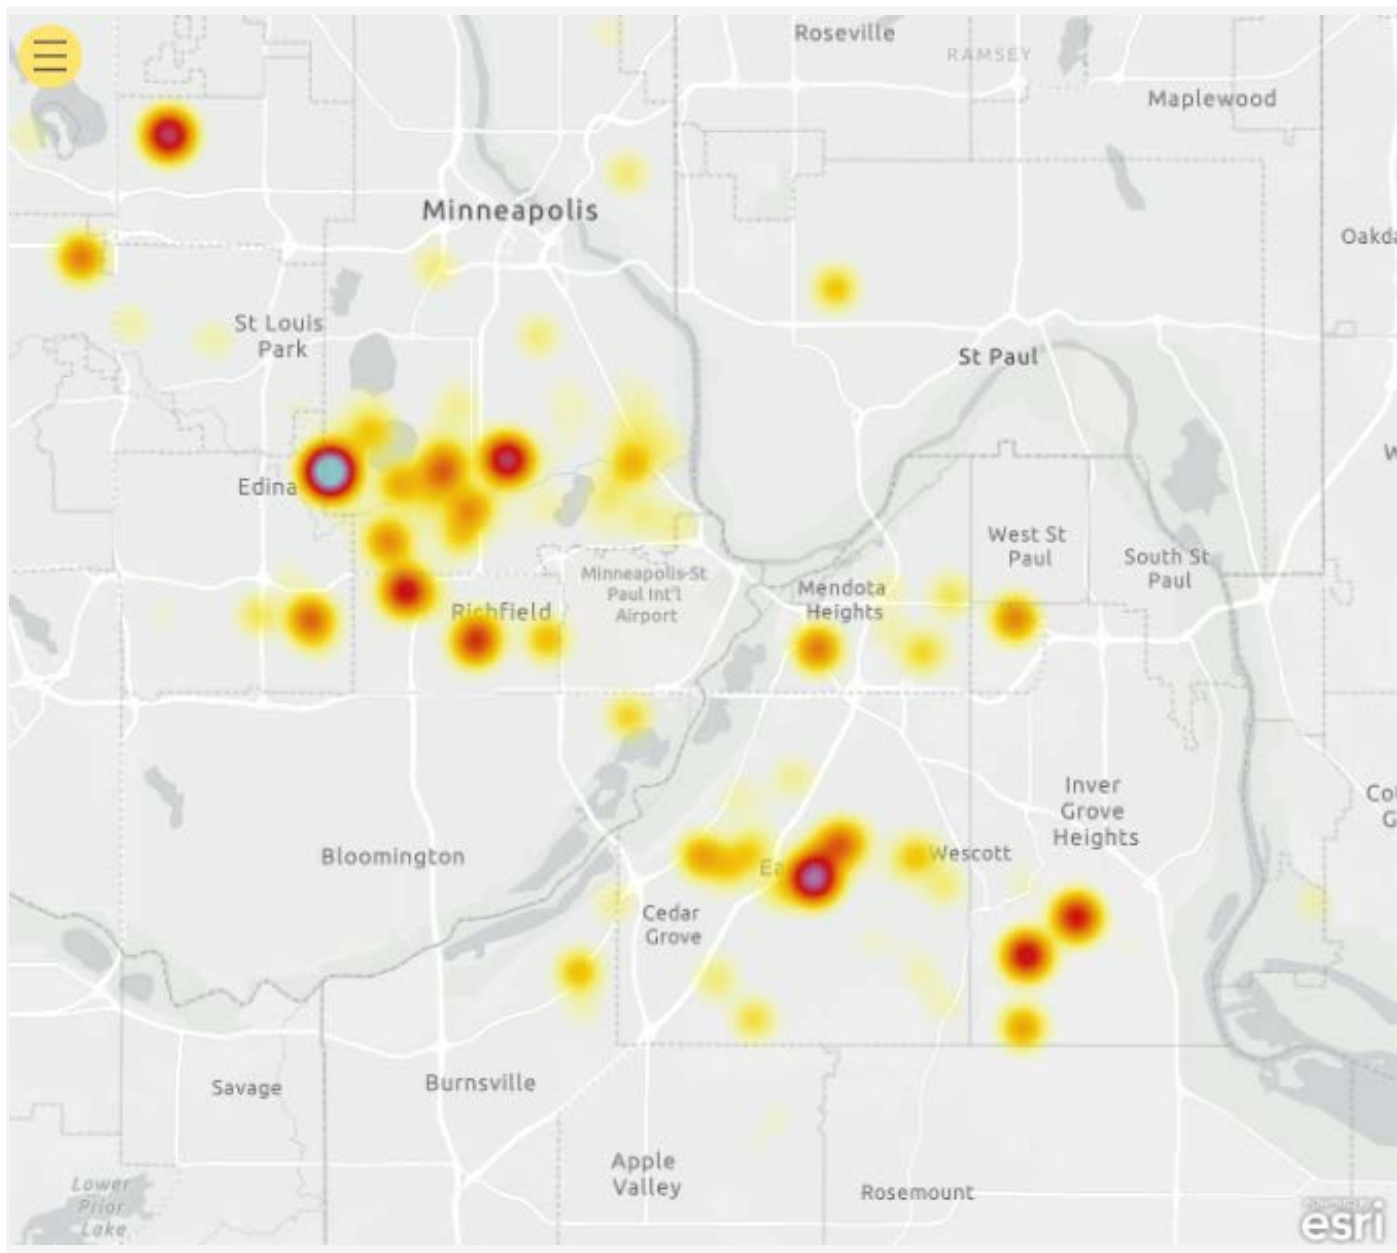 Roseville
RAMSEY
Maplewood
Minneapolis
St Louis
Park
St Paul
Edina
West St
Paul
South St
Paul
Minneapolis-St
Paul Int'l
Airport
Mendota
Heights
Richfield
Inver
Grove
Heights
Bloomington
Ea
Wescott
Cedar
Grove
Savage
Burnsville
Apple
Valley
Rosemount
Lower
Prior
Lake
esri